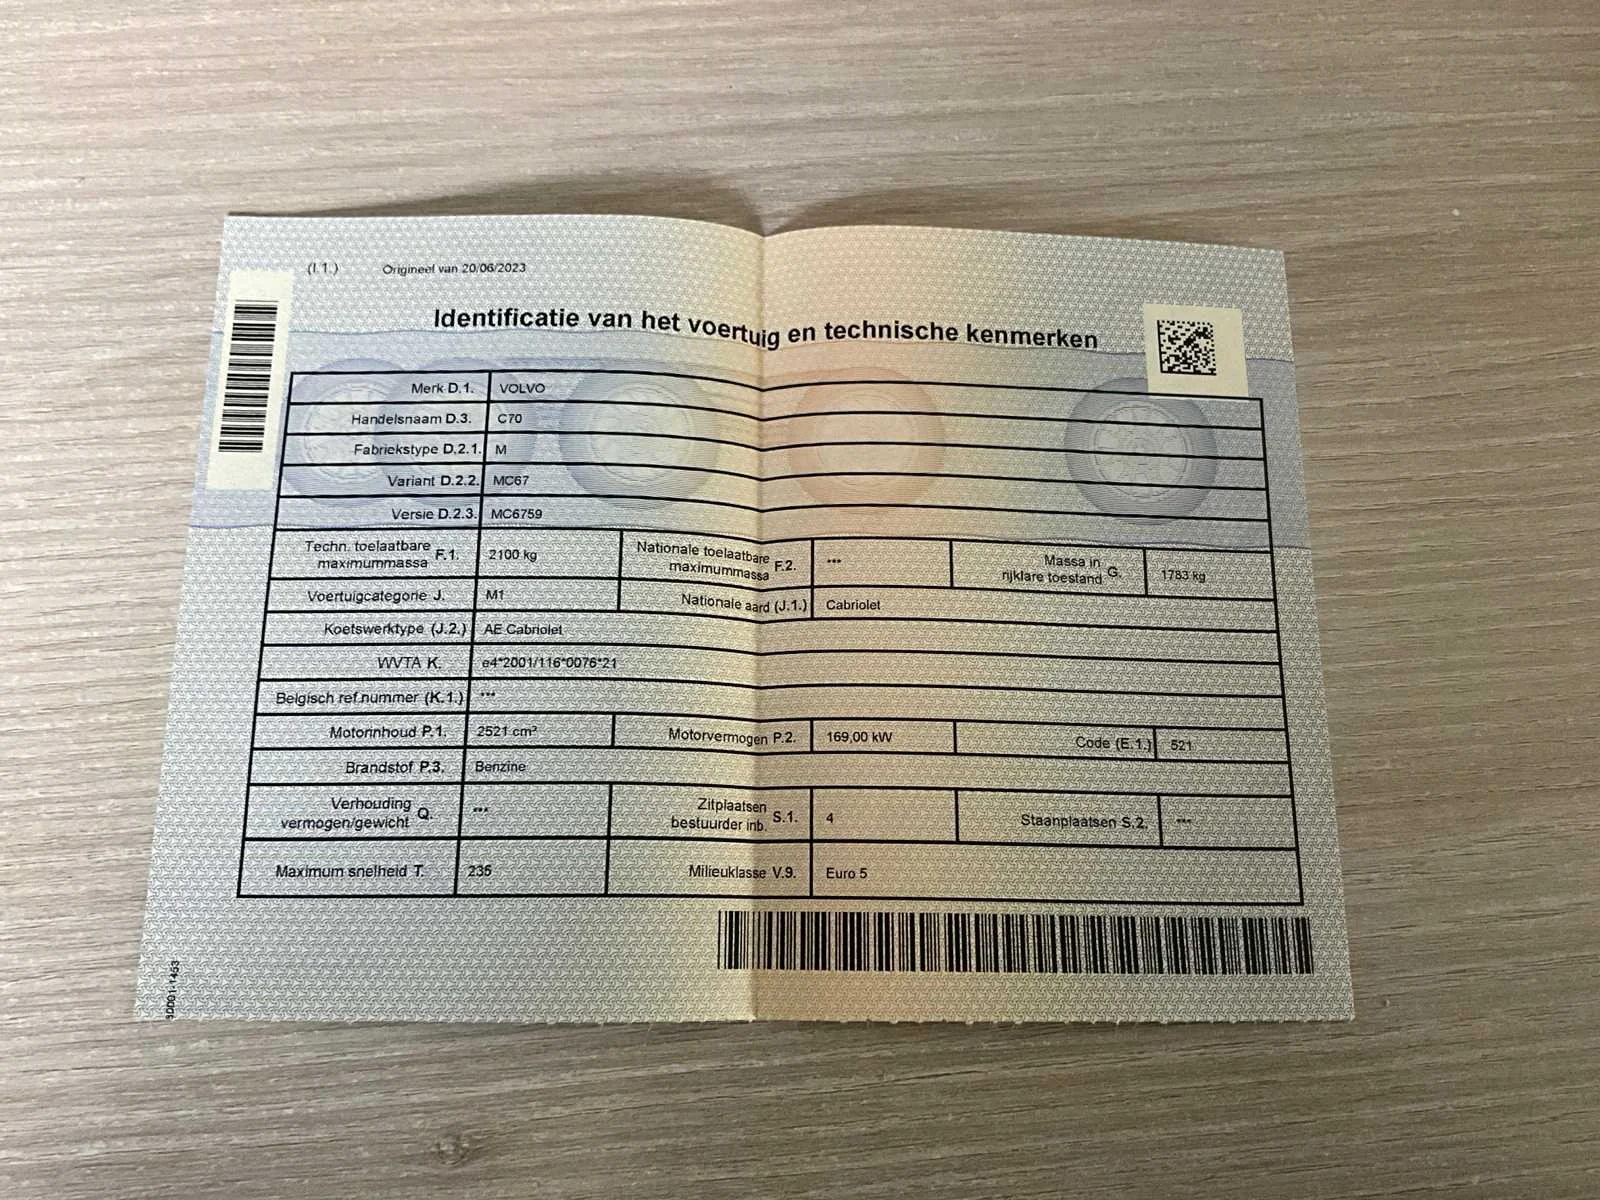 (I.1.) Origineel van 20/06/2023
Identificatie van het voertuig en technische kenmerken
Merk D.1. VOLVO
Handelsnaam D.3. C70
Fabriekstype D.2.1. M
Variant D.2.2. MC67
Versie D.2.3. MC6759
Techn. toelaatbare maximummassa F.1. 2100 kg Nationale toelaatbare maximummassa F.2. *** Massa in rijklare toestand G. 1783 kg
Voertuigcategorie J. M1 Nationale aard (J.1.) Cabriolet
Koetswerktype (J.2.) AE Cabriolet
WVTA K. e4*2001/116*0076*21
Belgisch ref.nummer (K.1.) ***
Motorinhoud P.1. 2521 cm³ Motorvermogen P.2. 169,00 kW Code (E.1.) 521
Brandstof P.3. Benzine
Verhouding vermogen/gewicht Q. *** Zitplaatsen bestuurder inb. S.1. 4 Staanplaatsen S.2. ***
Maximum snelheid T. 235 Milieuklasse V.9. Euro 5